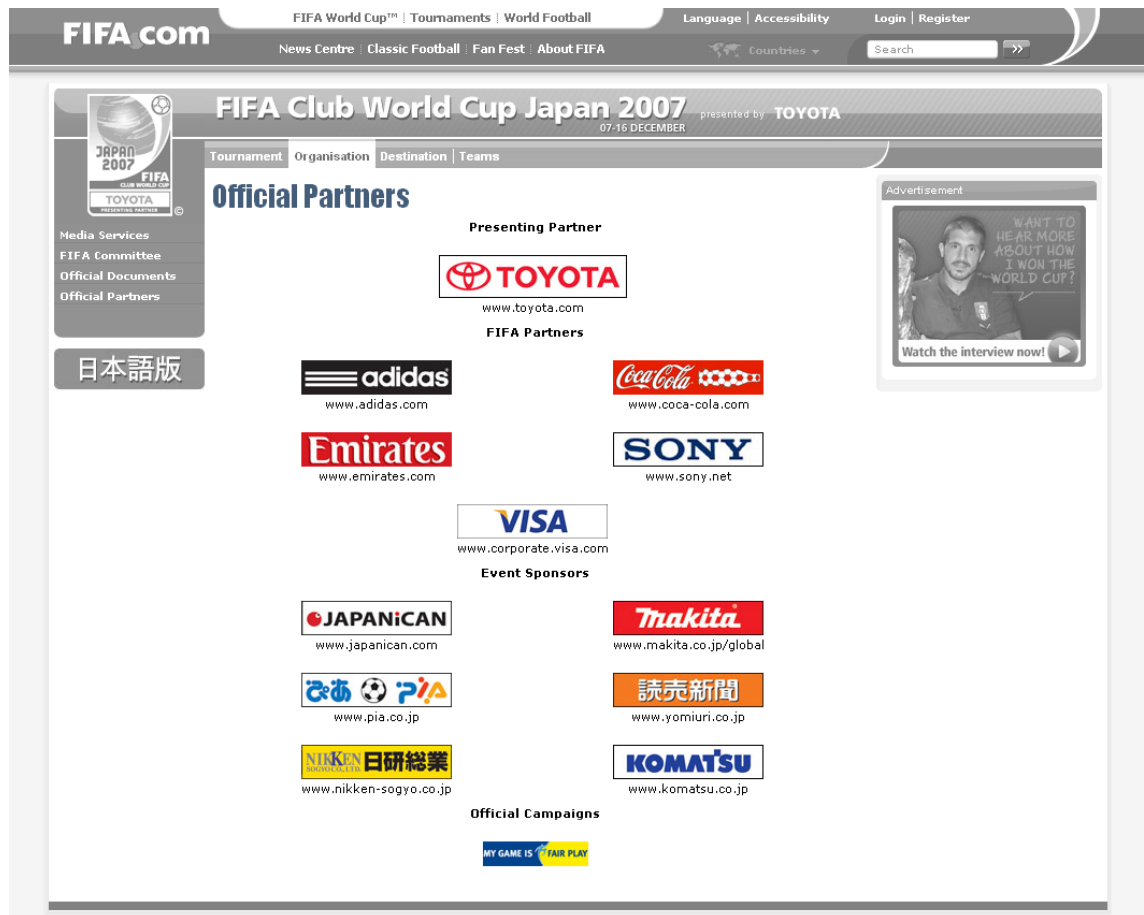 FIFA.com
FIFA World Cup™ | Tournaments | World Football
Language | Accessibility
Login | Register
News Centre | Classic Football | Fan Fest | About FIFA
Countries
Search
FIFA Club World Cup Japan 2007 presented by TOYOTA
07-16 DECEMBER
JAPAN
2007
FIFA
CLUB WORLD CUP
TOYOTA
PRESENTING PARTNER ©
Tournament Organisation Destination | Teams
Media Services
FIFA Committee
Official Documents
Official Partners
日本語版
Official Partners
Presenting Partner
TOYOTA
www.toyota.com
FIFA Partners
adidas
www.adidas.com
Coca-Cola
www.coca-cola.com
Emirates
www.emirates.com
SONY
www.sony.net
VISA
www.corporate.visa.com
Event Sponsors
JAPANiCAN
www.japanican.com
makita
www.makita.co.jp/global
ぴあ PIA
www.pia.co.jp
読売新聞
www.yomiuri.co.jp
NIKKEN SOGYO CO., LTD. 日研総業
www.nikken-sogyo.co.jp
KOMATSU
www.komatsu.co.jp
Official Campaigns
MY GAME IS FAIR PLAY
Advertisement
WANT TO
HEAR MORE
ABOUT HOW
I WON THE
WORLD CUP?
Watch the interview now!